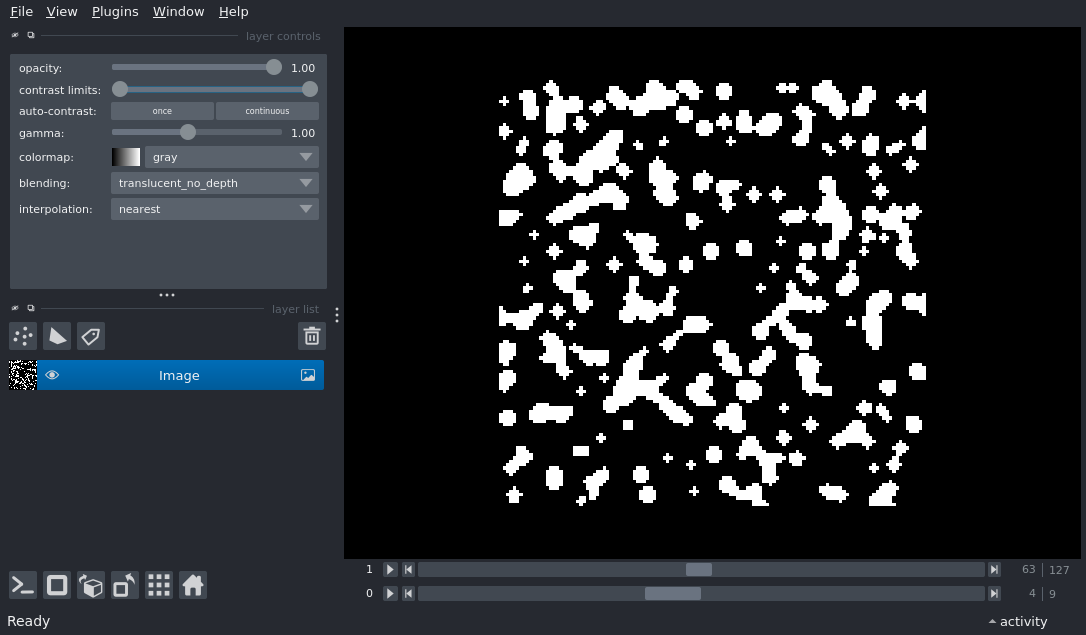 File View Plugins Window Help
layer controls
opacity: 1.00
contrast limits:
auto-contrast: once continuous
gamma: 1.00
colormap: gray
blending: translucent_no_depth
interpolation: nearest
layer list
Image
1 63 127
0 4 9
Ready activity